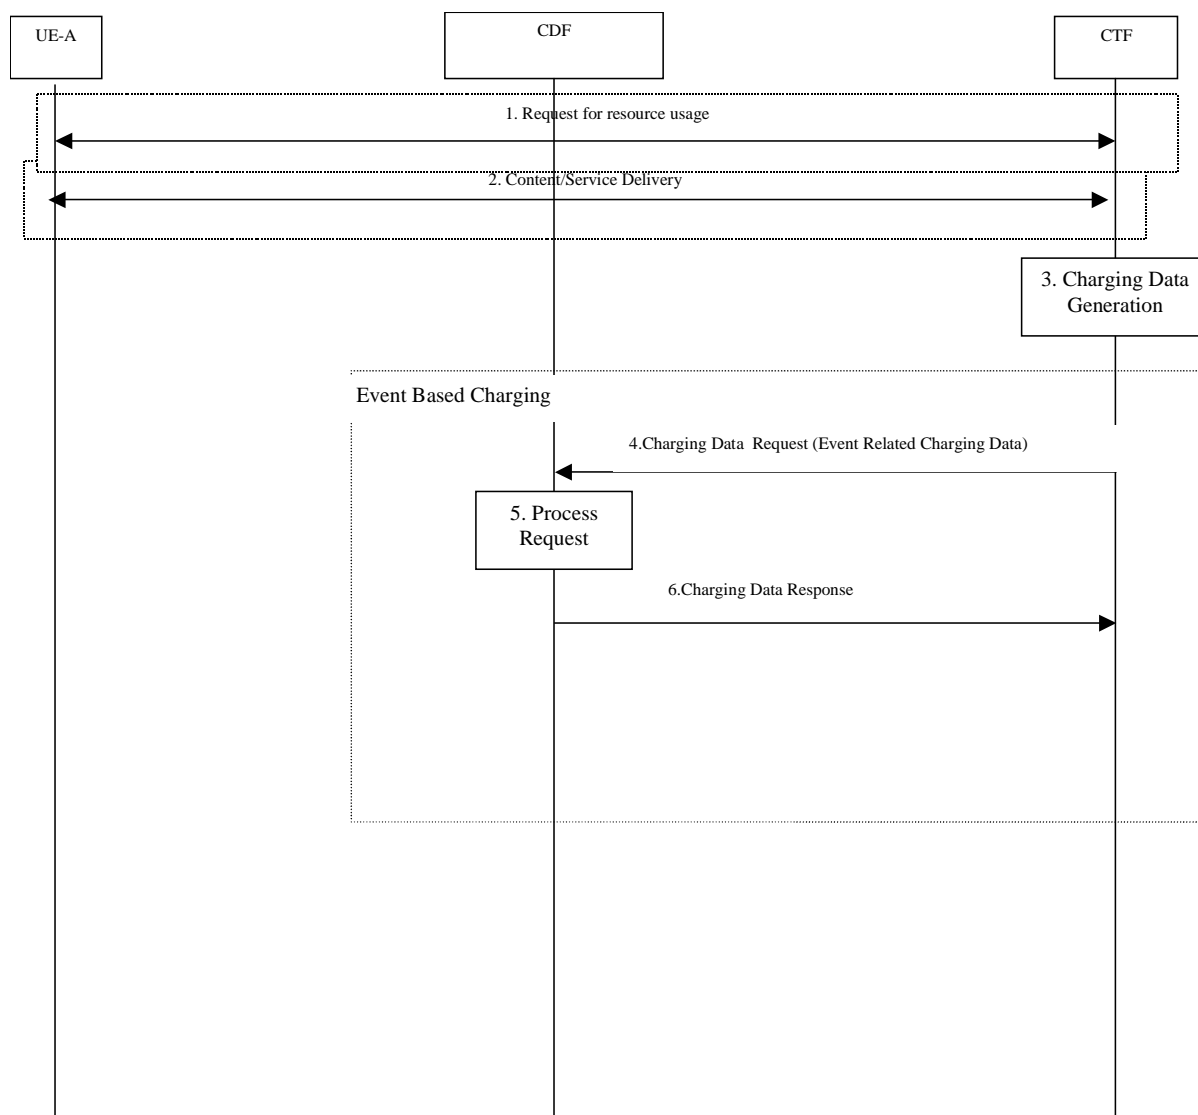 UE-A
CDF
CTF
1. Request for resource usage
2. Content/Service Delivery
3. Charging Data
Generation
Event Based Charging
4.Charging Data  Request (Event Related Charging Data)
5. Process
Request
6.Charging Data Response